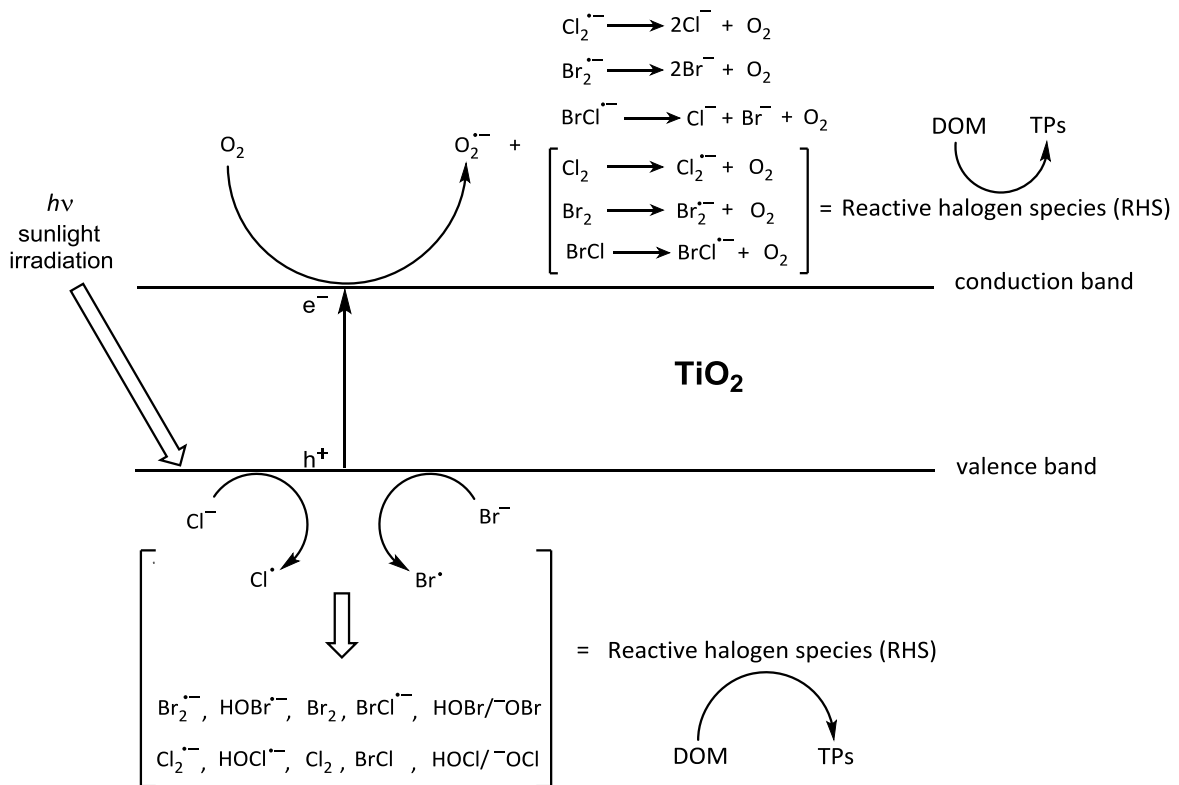 Cl₂•− → 2Cl− + O₂
Br₂•− → 2Br− + O₂
BrCl•− → Cl− + Br− + O₂
O₂ O₂•− +
Cl₂ → Cl₂•− + O₂
Br₂ → Br₂•− + O₂
BrCl → BrCl•− + O₂
DOM TPs
= Reactive halogen species (RHS)
hν
sunlight
irradiation
conduction band
e−
TiO₂
h+
valence band
Cl− Br−
Cl• Br•
= Reactive halogen species (RHS)
Br₂•−, HOBr•−, Br₂, BrCl•−, HOBr/−OBr
Cl₂•−, HOCl•−, Cl₂, BrCl , HOCl/−OCl
DOM TPs